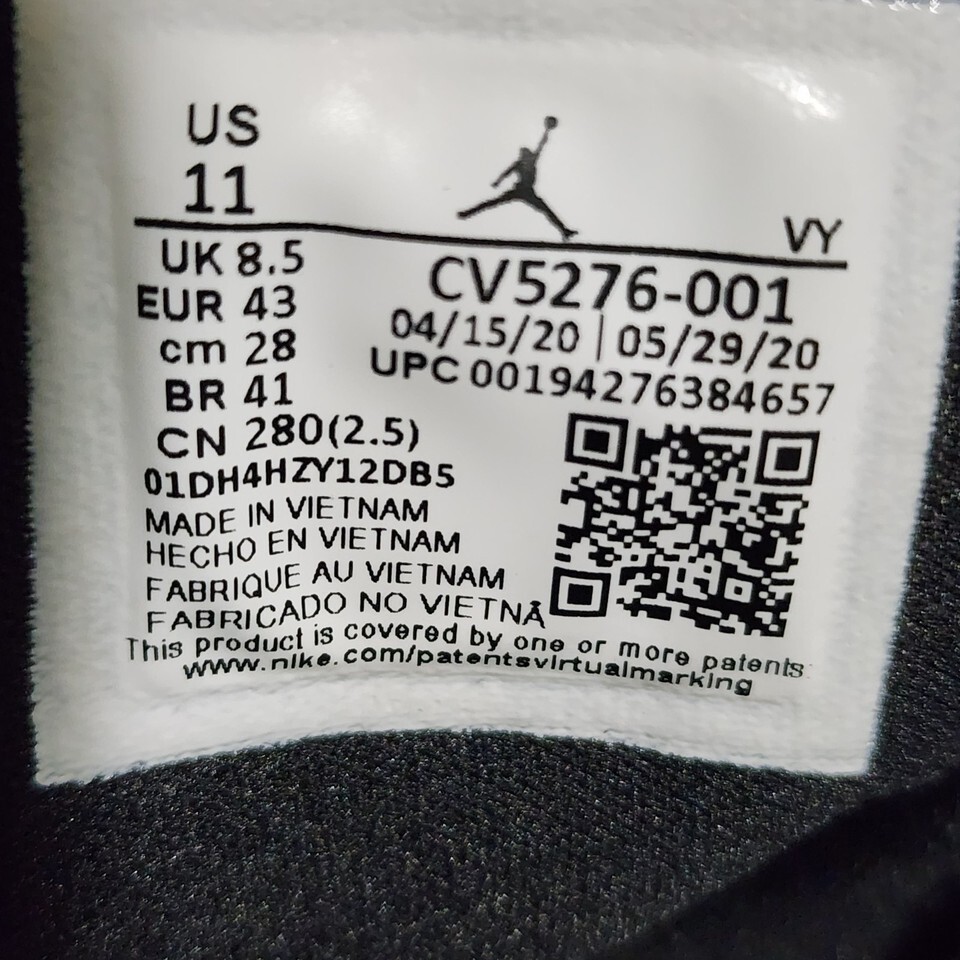 US
11
VY
UK 8.5
EUR 43
cm 28
BR 41
CN 280(2.5)
CV5276-001
04/15/20 | 05/29/20
UPC 00194276384657
01DH4HZY12DB5
MADE IN VIETNAM
HECHO EN VIETNAM
FABRIQUE AU VIETNAM
FABRICADO NO VIETNÃ
This product is covered by one or more patents
www.nike.com/patentsvirtualmarking